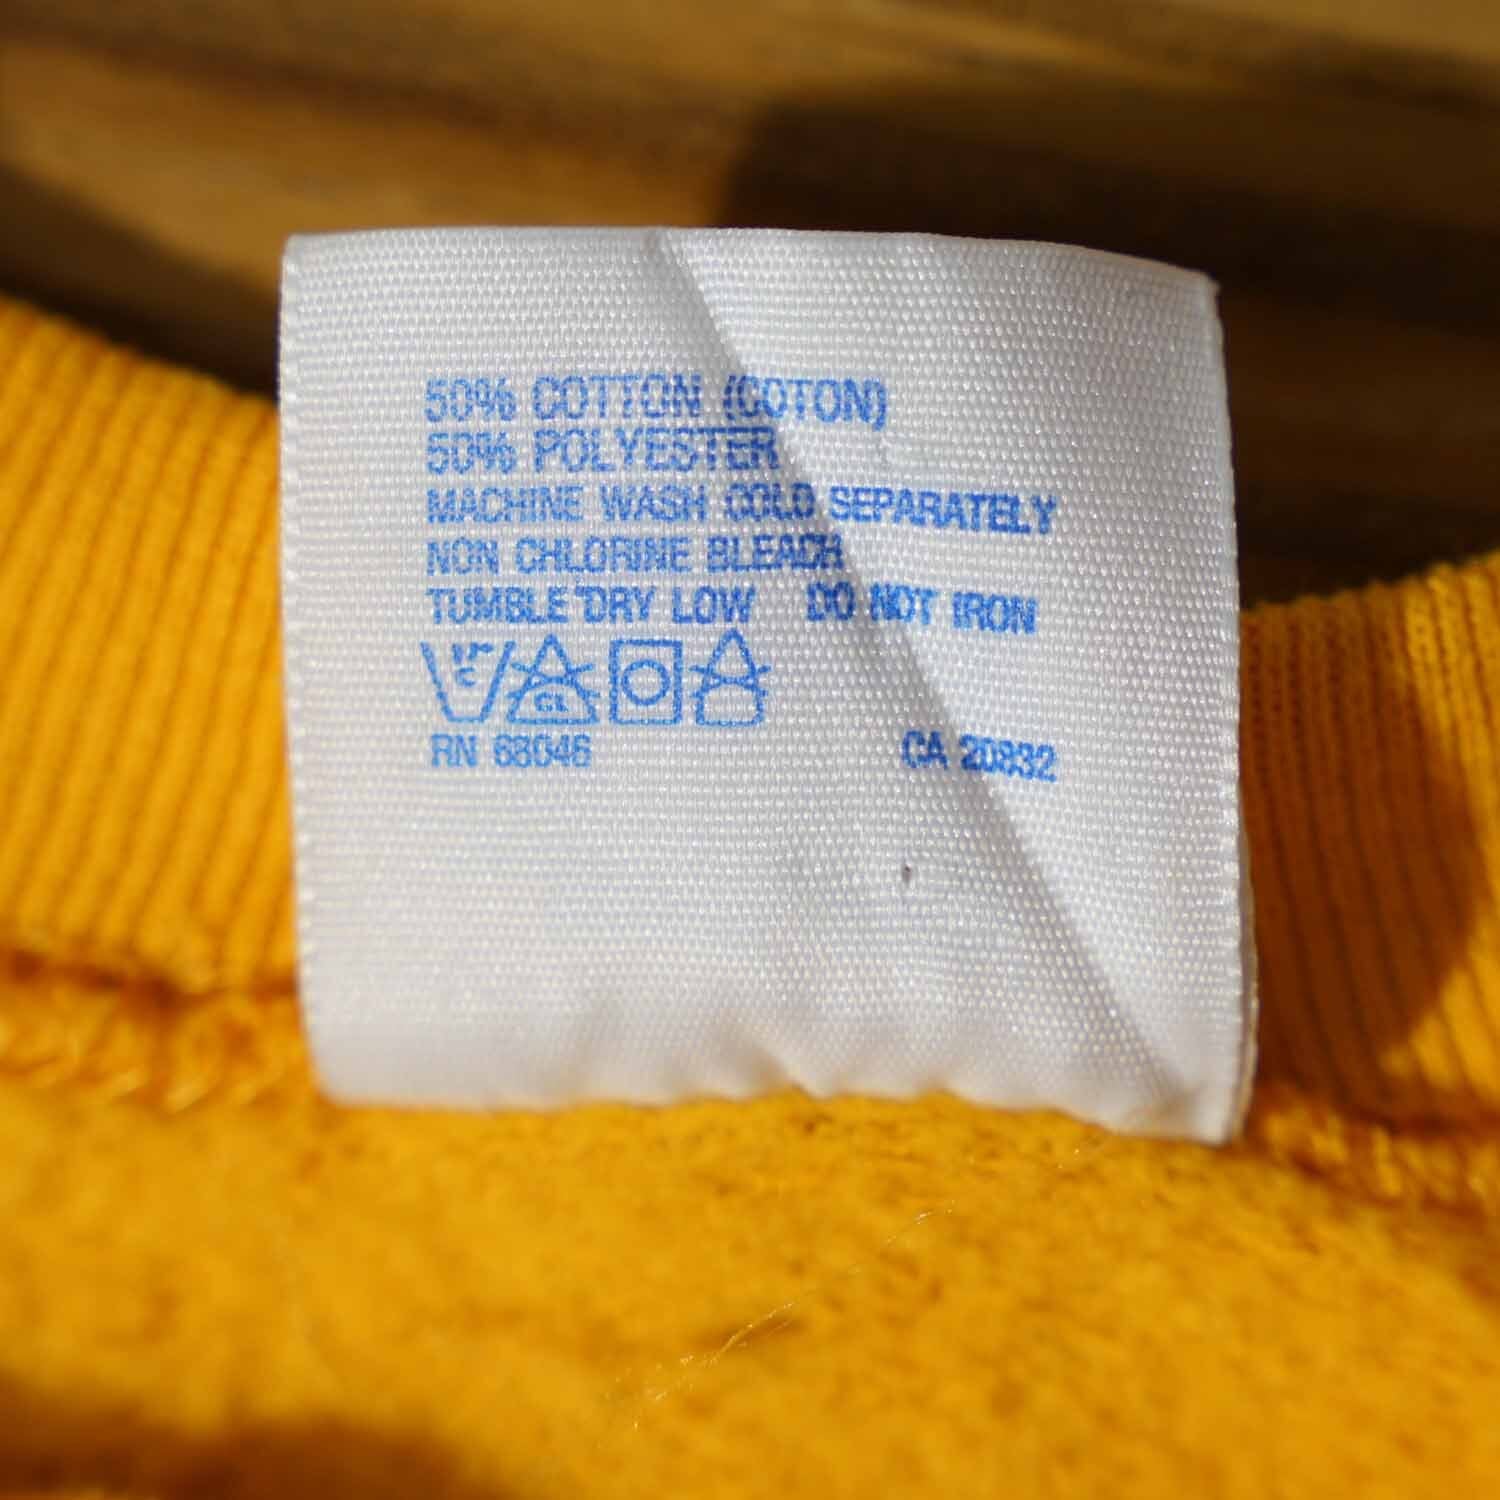 50% COTTON (COTON)
50% POLYESTER
MACHINE WASH COLD SEPARATELY
NON CHLORINE BLEACH
TUMBLE DRY LOW DO NOT IRON
CL
RN 68046 CA 20832